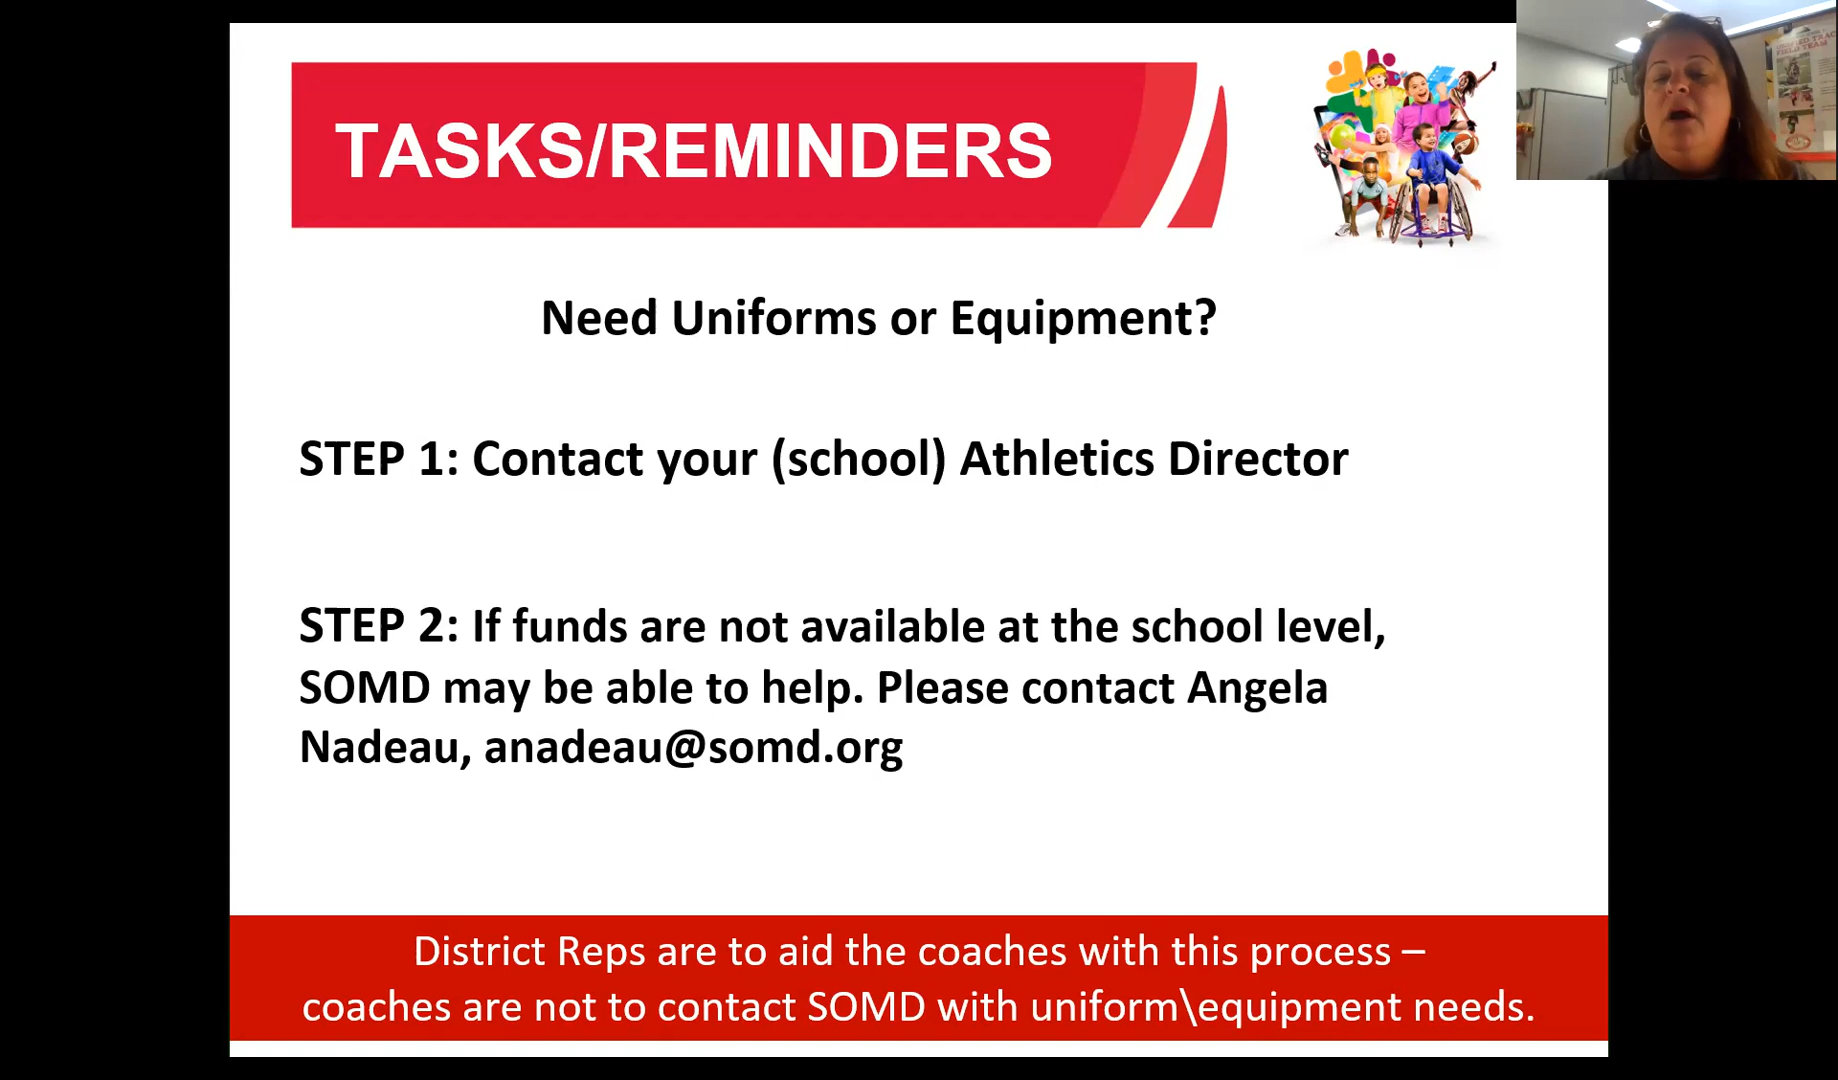 TASKS/REMINDERS
Need Uniforms or Equipment?
STEP 1: Contact your (school) Athletics Director
STEP 2: If funds are not available at the school level,
SOMD may be able to help. Please contact Angela
Nadeau, anadeau@somd.org
District Reps are to aid the coaches with this process –
coaches are not to contact SOMD with uniform\equipment needs.